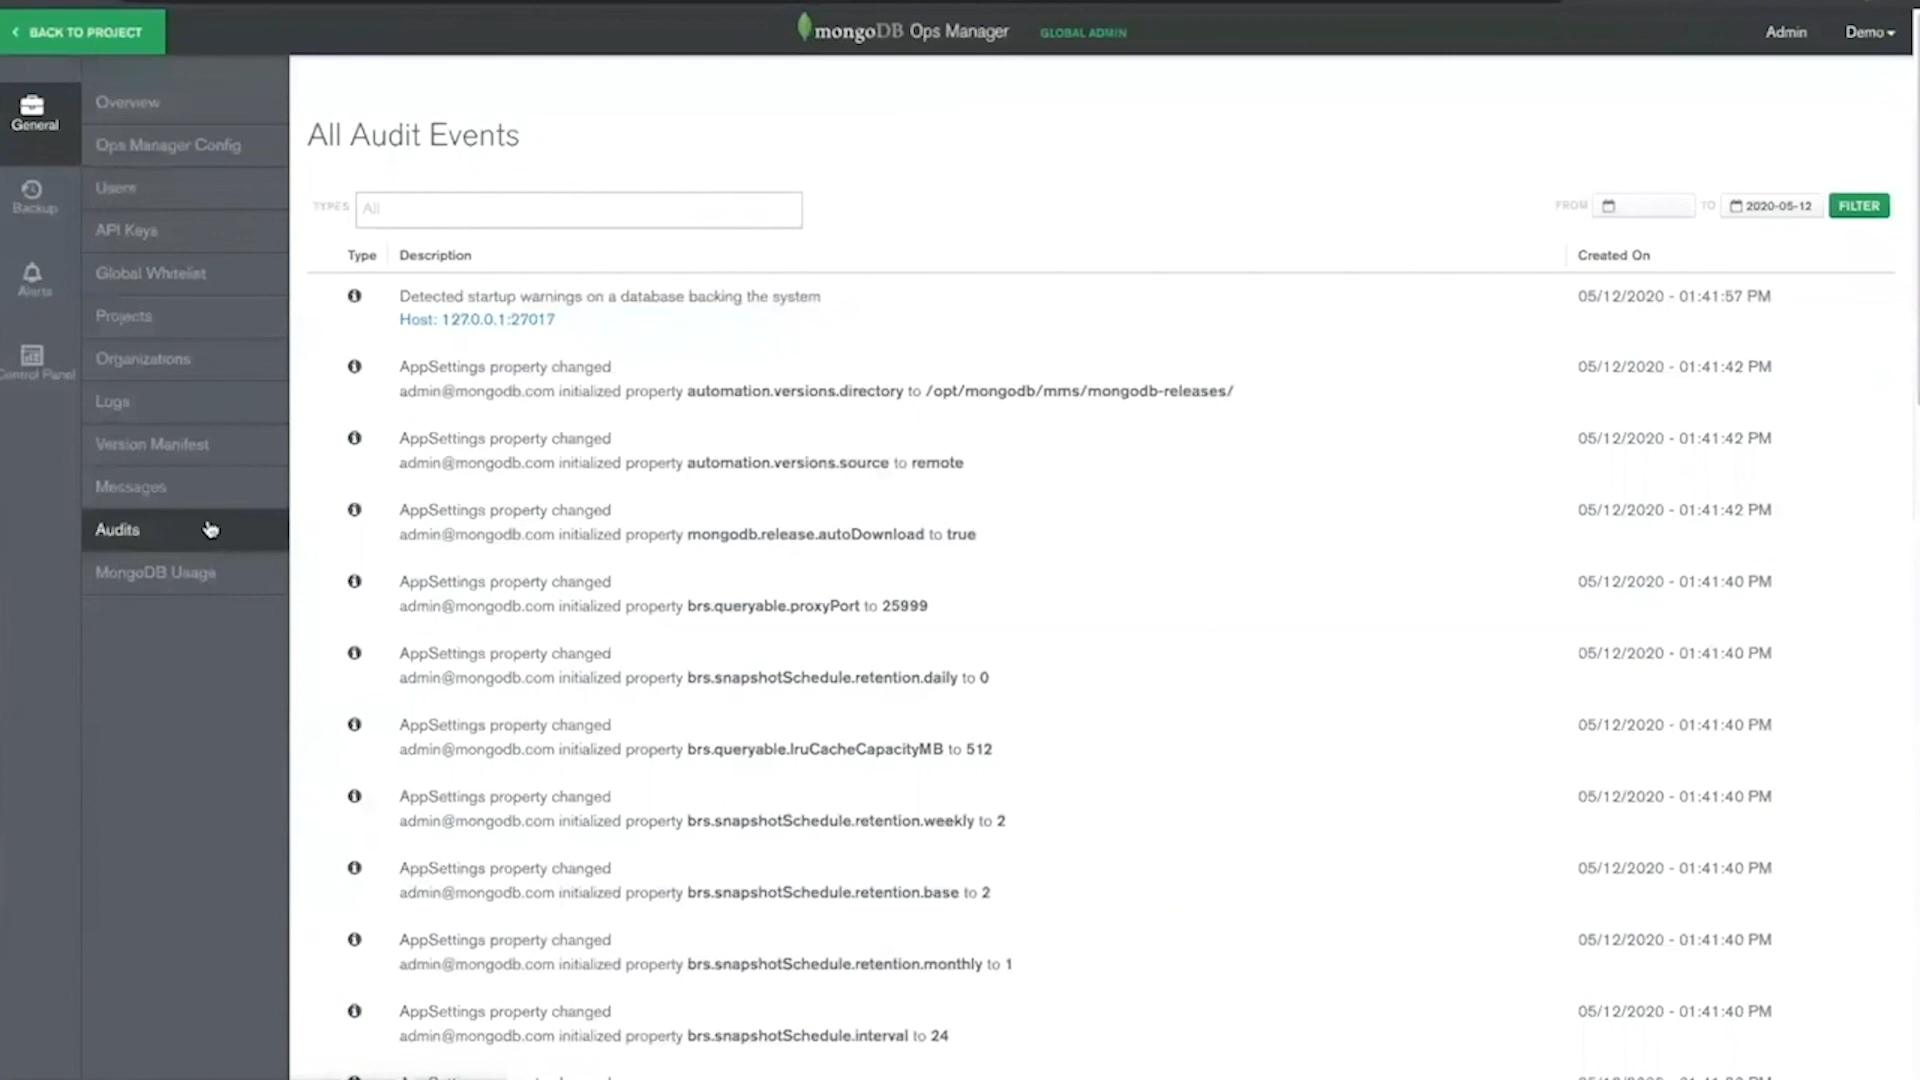 BACK TO PROJECT
mongoDB Ops Manager
GLOBAL ADMIN
Admin
Demo
General
Backup
Alerts
Control Panel
Overview
Ops Manager Config
Users
API Keys
Global Whitelist
Projects
Organizations
Logs
Version Manifest
Messages
Audits
MongoDB Usage
All Audit Events
TYPES All
FROM TO 2020-05-12 FILTER
Type Description Created On
Detected startup warnings on a database backing the system 05/12/2020 - 01:41:57 PM
Host: 127.0.0.1:27017
AppSettings property changed 05/12/2020 - 01:41:42 PM
admin@mongodb.com initialized property automation.versions.directory to /opt/mongodb/mms/mongodb-releases/
AppSettings property changed 05/12/2020 - 01:41:42 PM
admin@mongodb.com initialized property automation.versions.source to remote
AppSettings property changed 05/12/2020 - 01:41:42 PM
admin@mongodb.com initialized property mongodb.release.autoDownload to true
AppSettings property changed 05/12/2020 - 01:41:40 PM
admin@mongodb.com initialized property brs.queryable.proxyPort to 25999
AppSettings property changed 05/12/2020 - 01:41:40 PM
admin@mongodb.com initialized property brs.snapshotSchedule.retention.daily to 0
AppSettings property changed 05/12/2020 - 01:41:40 PM
admin@mongodb.com initialized property brs.queryable.lruCacheCapacityMB to 512
AppSettings property changed 05/12/2020 - 01:41:40 PM
admin@mongodb.com initialized property brs.snapshotSchedule.retention.weekly to 2
AppSettings property changed 05/12/2020 - 01:41:40 PM
admin@mongodb.com initialized property brs.snapshotSchedule.retention.base to 2
AppSettings property changed 05/12/2020 - 01:41:40 PM
admin@mongodb.com initialized property brs.snapshotSchedule.retention.monthly to 1
AppSettings property changed 05/12/2020 - 01:41:40 PM
admin@mongodb.com initialized property brs.snapshotSchedule.interval to 24